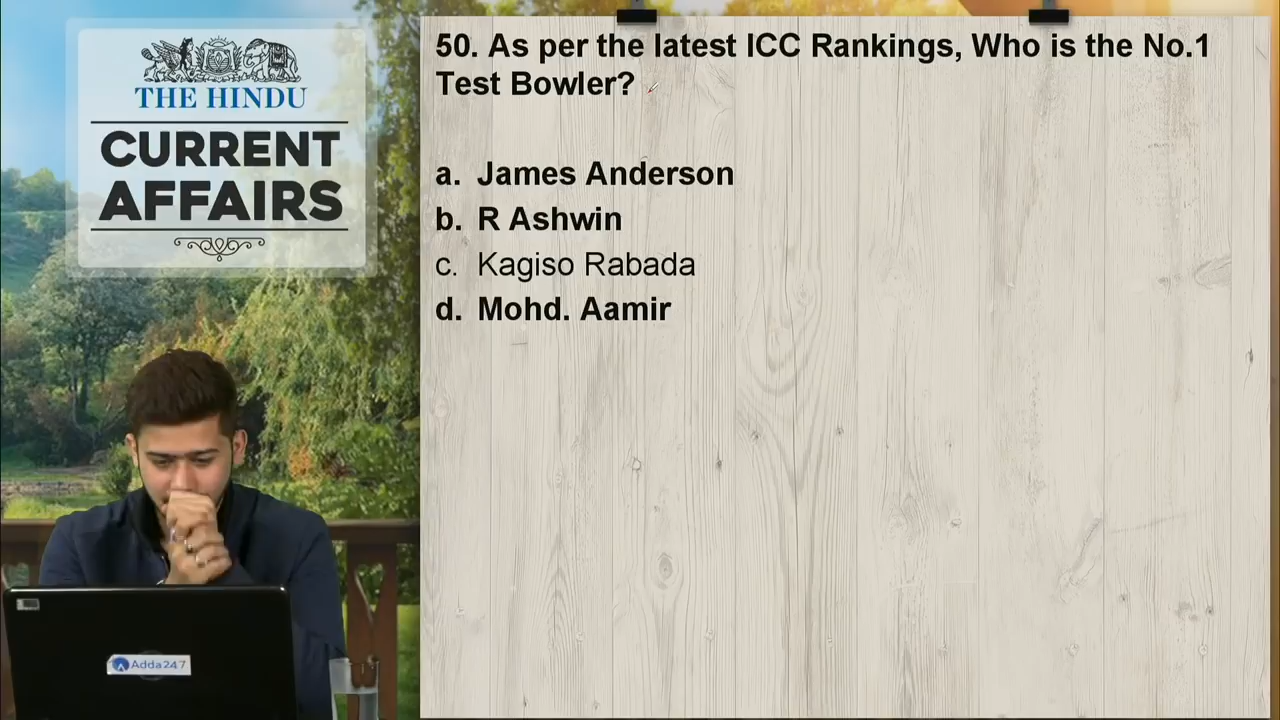 THE HINDU
CURRENT
AFFAIRS
50. As per the latest ICC Rankings, Who is the No.1
Test Bowler?
a. James Anderson
b. R Ashwin
c. Kagiso Rabada
d. Mohd. Aamir
Adda247